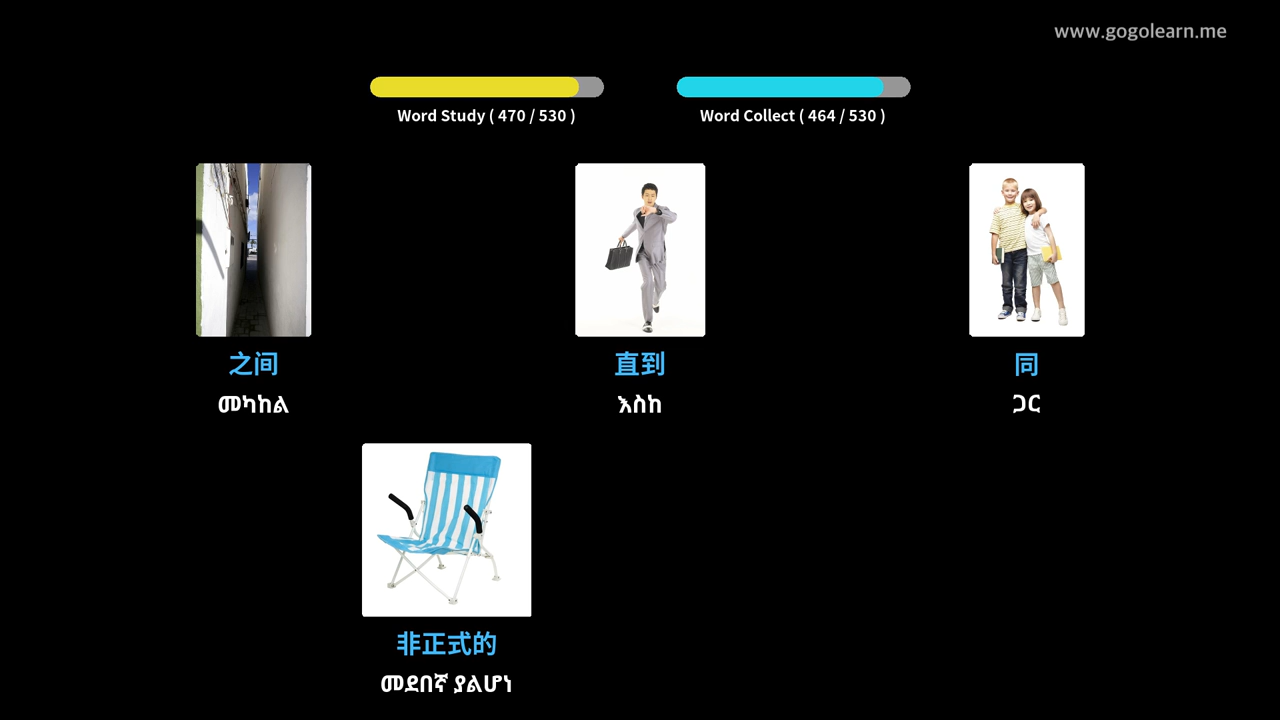 www.gogolearn.me
Word Study ( 470 / 530 )
Word Collect ( 464 / 530 )
之间
መካከል
直到
እስከ
同
ጋር
非正式的
መደበኛ ያልሆነ